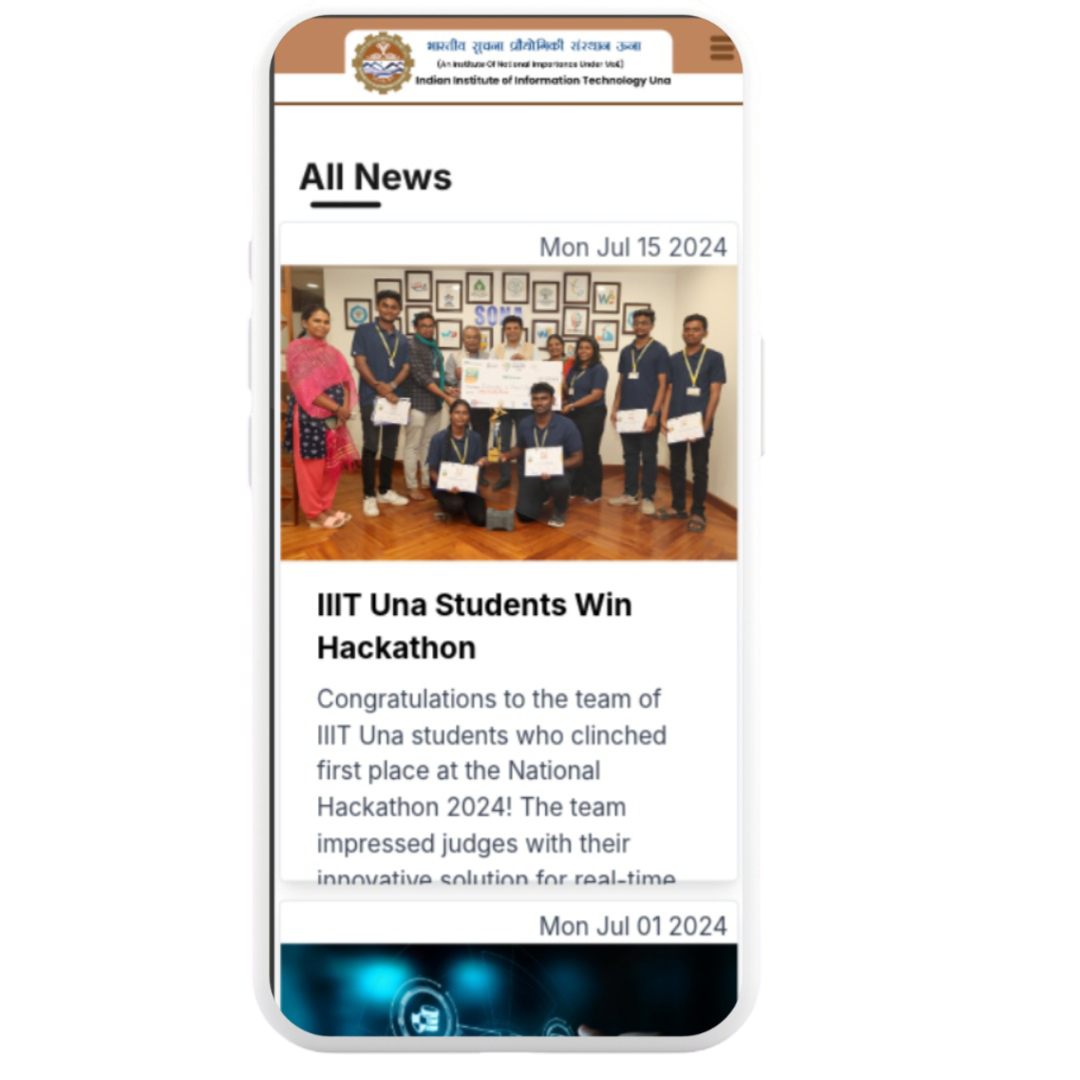 भारतीय सूचना प्रौद्योगिकी संस्थान ऊना
(An Institute Of National Importance Under MoE)
Indian Institute of Information Technology Una
All News
Mon Jul 15 2024
SONA
IIIT Una Students Win
Hackathon
Congratulations to the team of
IIIT Una students who clinched
first place at the National
Hackathon 2024! The team
impressed judges with their
innovative solution for real-time
Mon Jul 01 2024